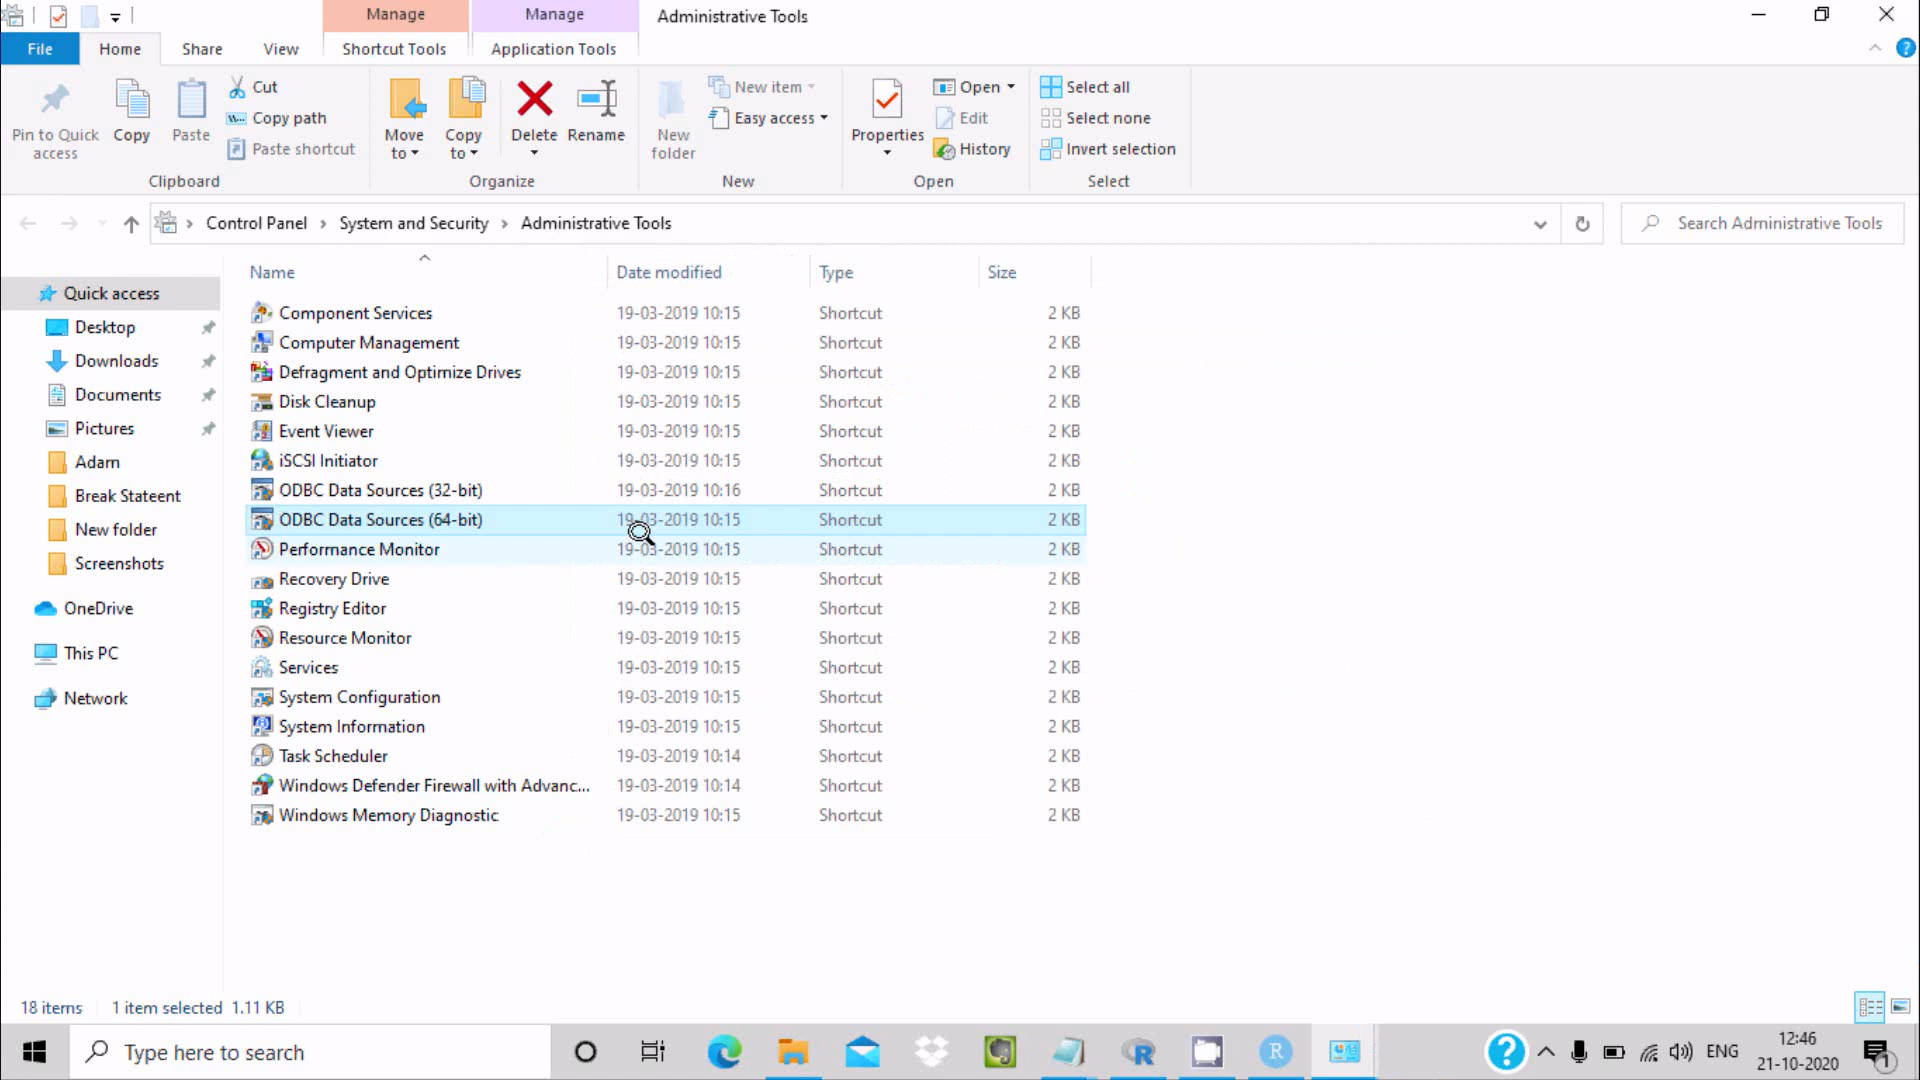 Manage
Manage
Administrative Tools
File
Home
Share
View
Shortcut Tools
Application Tools
Pin to Quick access
Copy
Paste
Cut
Copy path
Paste shortcut
Clipboard
Move to
Copy to
Delete
Rename
Organize
New folder
New item
Easy access
New
Properties
Open
Edit
History
Open
Select all
Select none
Invert selection
Select
Control Panel
System and Security
Administrative Tools
Search Administrative Tools
Name
Date modified
Type
Size
Quick access
Desktop
Downloads
Documents
Pictures
Adam
Break Stateent
New folder
Screenshots
OneDrive
This PC
Network
Component Services 19-03-2019 10:15 Shortcut 2 KB
Computer Management 19-03-2019 10:15 Shortcut 2 KB
Defragment and Optimize Drives 19-03-2019 10:15 Shortcut 2 KB
Disk Cleanup 19-03-2019 10:15 Shortcut 2 KB
Event Viewer 19-03-2019 10:15 Shortcut 2 KB
iSCSI Initiator 19-03-2019 10:15 Shortcut 2 KB
ODBC Data Sources (32-bit) 19-03-2019 10:16 Shortcut 2 KB
ODBC Data Sources (64-bit) 19-03-2019 10:15 Shortcut 2 KB
Performance Monitor 19-03-2019 10:15 Shortcut 2 KB
Recovery Drive 19-03-2019 10:15 Shortcut 2 KB
Registry Editor 19-03-2019 10:15 Shortcut 2 KB
Resource Monitor 19-03-2019 10:15 Shortcut 2 KB
Services 19-03-2019 10:15 Shortcut 2 KB
System Configuration 19-03-2019 10:15 Shortcut 2 KB
System Information 19-03-2019 10:15 Shortcut 2 KB
Task Scheduler 19-03-2019 10:14 Shortcut 2 KB
Windows Defender Firewall with Advanc... 19-03-2019 10:14 Shortcut 2 KB
Windows Memory Diagnostic 19-03-2019 10:15 Shortcut 2 KB
18 items
1 item selected 1.11 KB
Type here to search
R
R
ENG
12:46
21-10-2020
1